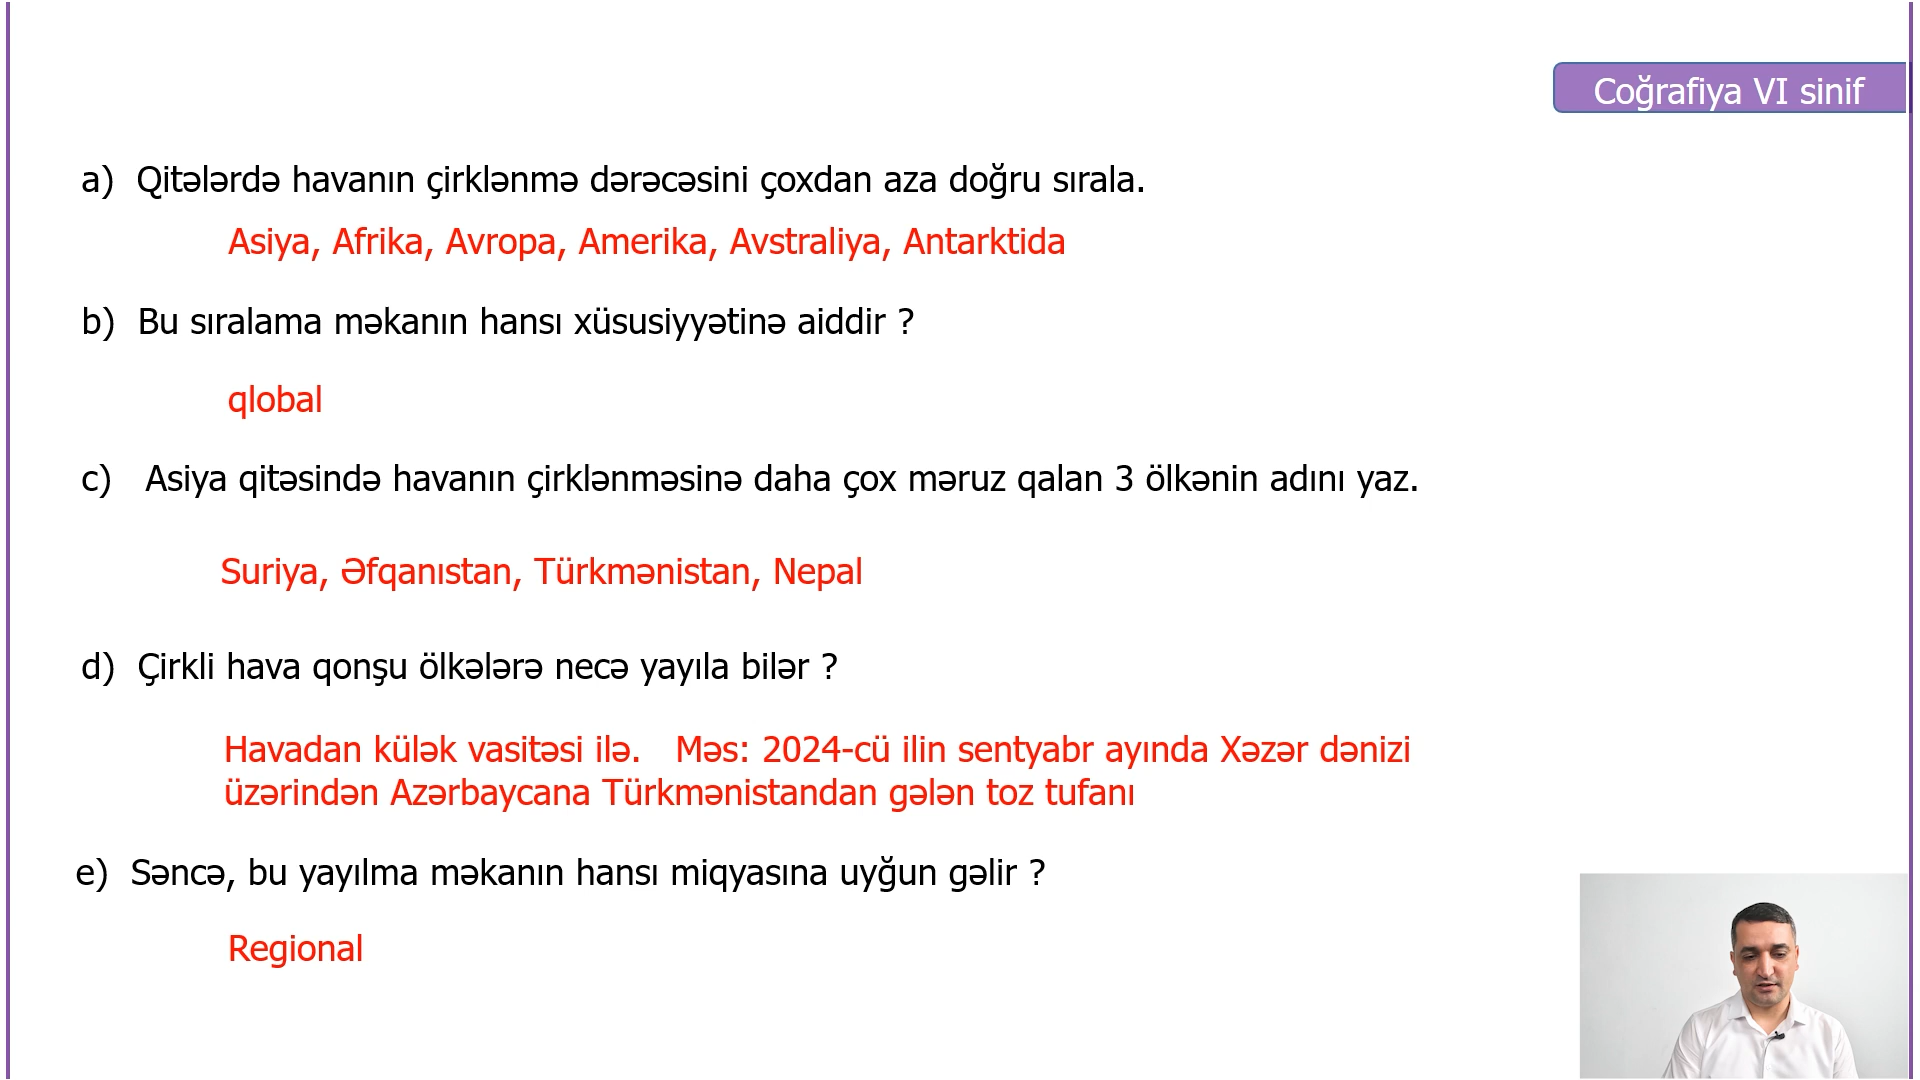 Coğrafiya VI sinif
a) Qitələrdə havanın çirklənmə dərəcəsini çoxdan aza doğru sırala.
Asiya, Afrika, Avropa, Amerika, Avstraliya, Antarktida
b) Bu sıralama məkanın hansı xüsusiyyətinə aiddir ?
qlobal
c) Asiya qitəsində havanın çirklənməsinə daha çox məruz qalan 3 ölkənin adını yaz.
Suriya, Əfqanıstan, Türkmənistan, Nepal
d) Çirkli hava qonşu ölkələrə necə yayıla bilər ?
Havadan külək vasitəsi ilə. Məs: 2024-cü ilin sentyabr ayında Xəzər dənizi
üzərindən Azərbaycana Türkmənistandan gələn toz tufanı
e) Səncə, bu yayılma məkanın hansı miqyasına uyğun gəlir ?
Regional